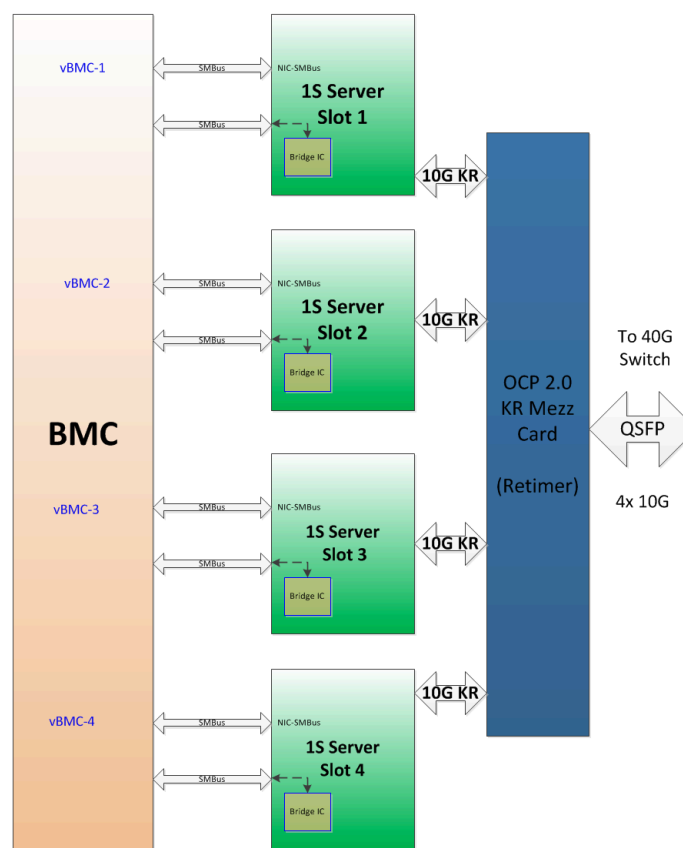 vBMC-1
SMBus
NIC-SMBus
1S Server
Slot 1
SMBus
Bridge IC
10G KR
vBMC-2
SMBus
NIC-SMBus
1S Server
Slot 2
SMBus
Bridge IC
10G KR
BMC
vBMC-3
SMBus
NIC-SMBus
1S Server
Slot 3
SMBus
Bridge IC
10G KR
vBMC-4
SMBus
NIC-SMBus
1S Server
Slot 4
SMBus
Bridge IC
10G KR
OCP 2.0
KR Mezz
Card
(Retimer)
To 40G
Switch
QSFP
4x 10G